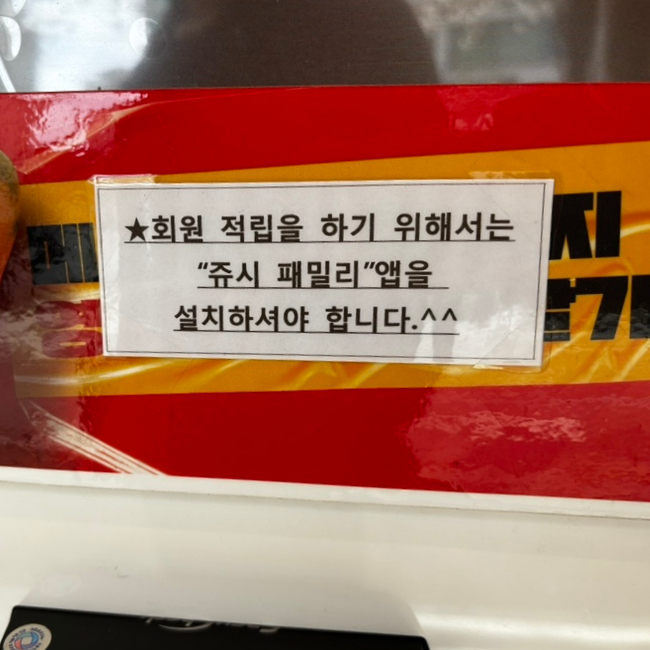 ★회원 적립을 하기 위해서는
“쥬시 패밀리”앱을
설치하셔야 합니다.^^